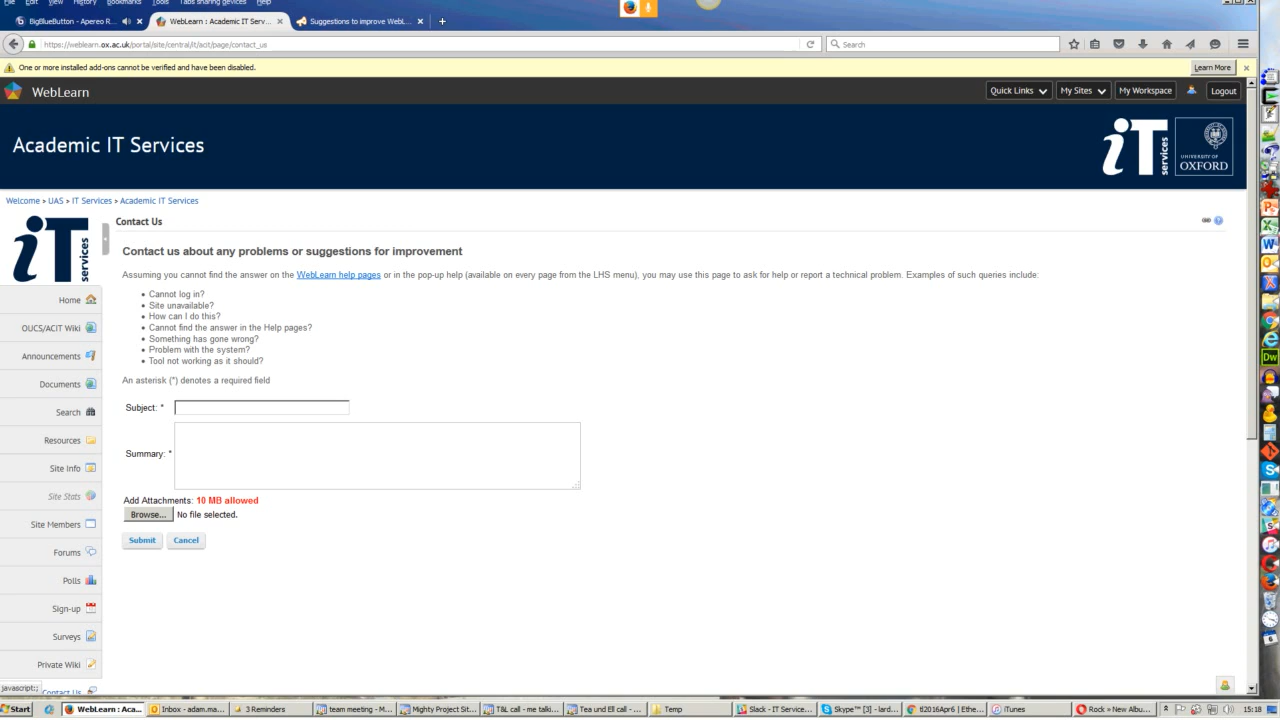 File Edit View History Bookmarks Tools Tabs sharing devices Help
BigBlueButton - Apereo R...
WebLearn : Academic IT Serv...
Suggestions to improve WebL...
https://weblearn.ox.ac.uk/portal/site/central/it/acit/page/contact_us
Search
One or more installed add-ons cannot be verified and have been disabled.
Learn More
WebLearn
Quick Links
My Sites
My Workspace
Logout
Academic IT Services
iT services
UNIVERSITY OF OXFORD
Welcome » UAS » IT Services » Academic IT Services
iT services
Contact Us
Contact us about any problems or suggestions for improvement
Assuming you cannot find the answer on the WebLearn help pages or in the pop-up help (available on every page from the LHS menu), you may use this page to ask for help or report a technical problem. Examples of such queries include:
• Cannot log in?
• Site unavailable?
• How can I do this?
• Cannot find the answer in the Help pages?
• Something has gone wrong?
• Problem with the system?
• Tool not working as it should?
An asterisk (*) denotes a required field
Subject: *
Summary: *
Add Attachments: 10 MB allowed
Browse... No file selected.
Submit
Cancel
Home
OUCS/ACIT Wiki
Announcements
Documents
Search
Resources
Site Info
Site Stats
Site Members
Forums
Polls
Sign-up
Surveys
Private Wiki
Contact Us
javascript:;
Start
WebLearn : Aca...
Inbox - adam.ma...
3 Reminders
team meeting - M...
Mighty Project Sit...
T&L call - me talki...
Tea und Ell call - ...
Temp
Slack - IT Service...
Skype™ [3] - lard...
tl2016Apr6 | Ethe...
iTunes
Rock » New Albu...
15:18